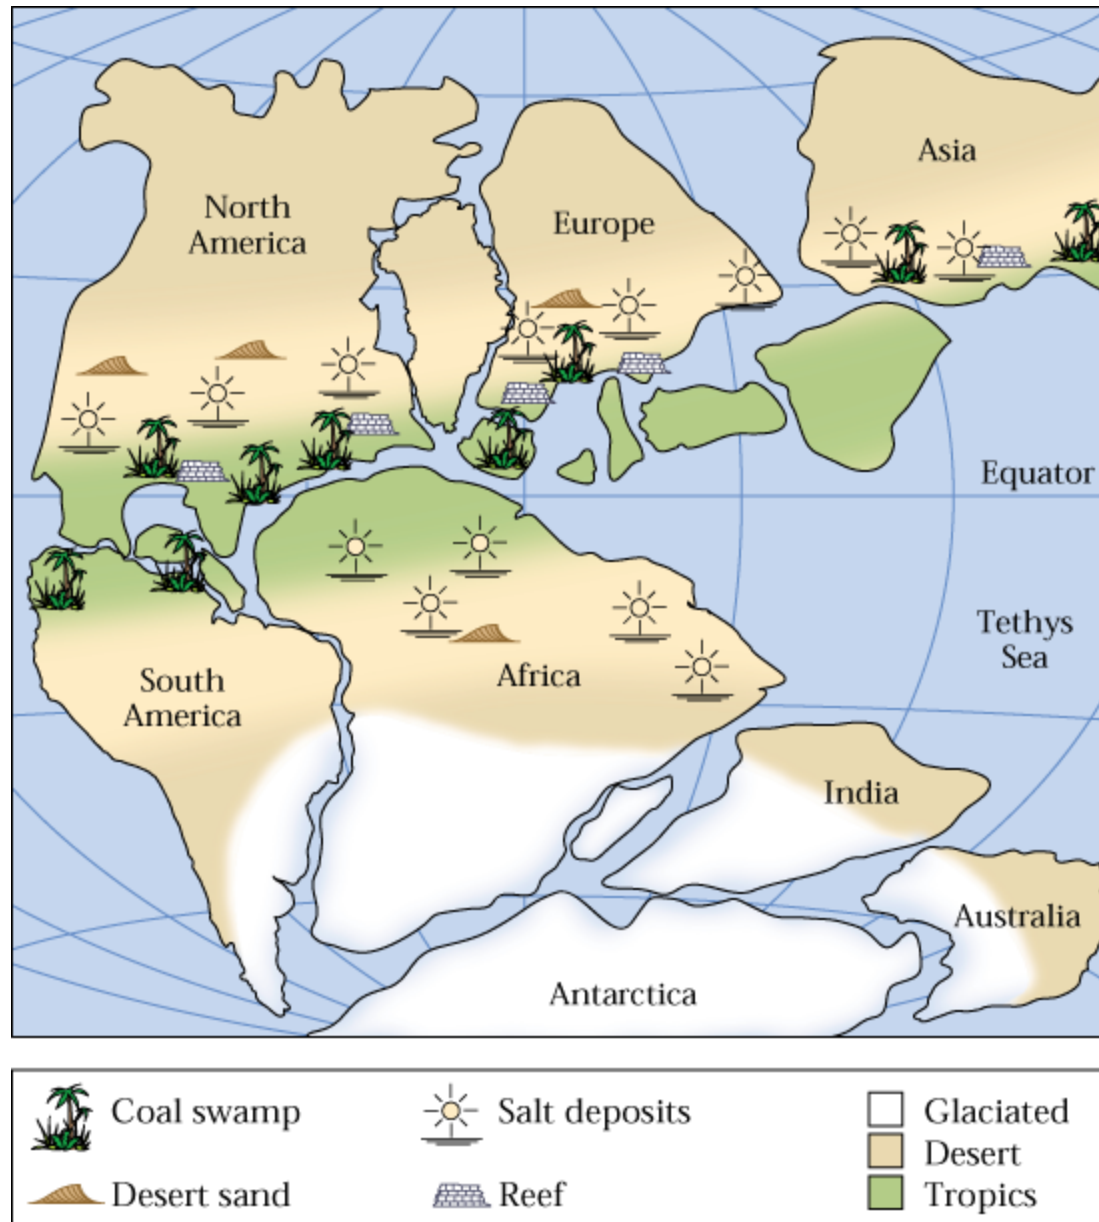 Asia
North
America
Europe
Equator
Tethys
Sea
South
America
Africa
India
Australia
Antarctica
Coal swamp
Salt deposits
Glaciated
Desert
Desert sand
Reef
Tropics